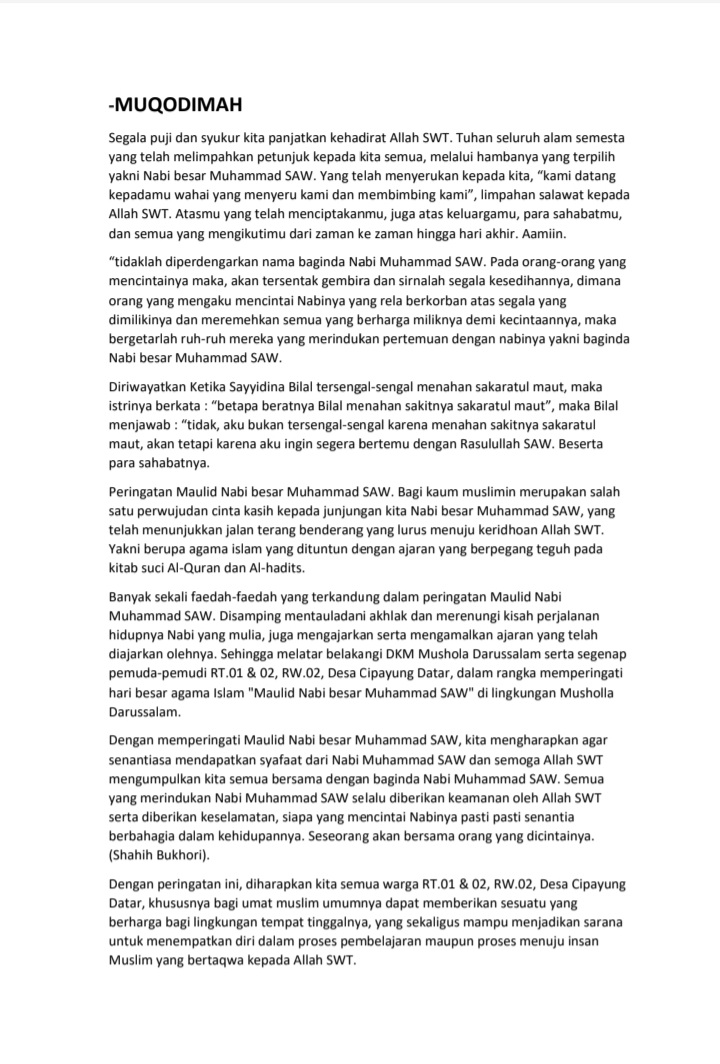 -MUQODIMAH
Segala puji dan syukur kita panjatkan kehadirat Allah SWT. Tuhan seluruh alam semesta
yang telah melimpahkan petunjuk kepada kita semua, melalui hambanya yang terpilih
yakni Nabi besar Muhammad SAW. Yang telah menyerukan kepada kita, “kami datang
kepadamu wahai yang menyeru kami dan membimbing kami”, limpahan salawat kepada
Allah SWT. Atasmu yang telah menciptakanmu, juga atas keluargamu, para sahabatmu,
dan semua yang mengikutimu dari zaman ke zaman hingga hari akhir. Aamiin.
“tidaklah diperdengarkan nama baginda Nabi Muhammad SAW. Pada orang-orang yang
mencintainya maka, akan tersentak gembira dan sirnalah segala kesedihannya, dimana
orang yang mengaku mencintai Nabinya yang rela berkorban atas segala yang
dimilikinya dan meremehkan semua yang berharga miliknya demi kecintaannya, maka
bergetarlah ruh-ruh mereka yang merindukan pertemuan dengan nabinya yakni baginda
Nabi besar Muhammad SAW.
Diriwayatkan Ketika Sayyidina Bilal tersengal-sengal menahan sakaratul maut, maka
istrinya berkata : “betapa beratnya Bilal menahan sakitnya sakaratul maut”, maka Bilal
menjawab : “tidak, aku bukan tersengal-sengal karena menahan sakitnya sakaratul
maut, akan tetapi karena aku ingin segera bertemu dengan Rasulullah SAW. Beserta
para sahabatnya.
Peringatan Maulid Nabi besar Muhammad SAW. Bagi kaum muslimin merupakan salah
satu perwujudan cinta kasih kepada junjungan kita Nabi besar Muhammad SAW, yang
telah menunjukkan jalan terang benderang yang lurus menuju keridhoan Allah SWT.
Yakni berupa agama islam yang dituntun dengan ajaran yang berpegang teguh pada
kitab suci Al-Quran dan Al-hadits.
Banyak sekali faedah-faedah yang terkandung dalam peringatan Maulid Nabi
Muhammad SAW. Disamping mentauladani akhlak dan merenungi kisah perjalanan
hidupnya Nabi yang mulia, juga mengajarkan serta mengamalkan ajaran yang telah
diajarkan olehnya. Sehingga melatar belakangi DKM Mushola Darussalam serta segenap
pemuda-pemudi RT.01 & 02, RW.02, Desa Cipayung Datar, dalam rangka memperingati
hari besar agama Islam "Maulid Nabi besar Muhammad SAW" di lingkungan Musholla
Darussalam.
Dengan memperingati Maulid Nabi besar Muhammad SAW, kita mengharapkan agar
senantiasa mendapatkan syafaat dari Nabi Muhammad SAW dan semoga Allah SWT
mengumpulkan kita semua bersama dengan baginda Nabi Muhammad SAW. Semua
yang merindukan Nabi Muhammad SAW selalu diberikan keamanan oleh Allah SWT
serta diberikan keselamatan, siapa yang mencintai Nabinya pasti pasti senantia
berbahagia dalam kehidupannya. Seseorang akan bersama orang yang dicintainya.
(Shahih Bukhori).
Dengan peringatan ini, diharapkan kita semua warga RT.01 & 02, RW.02, Desa Cipayung
Datar, khususnya bagi umat muslim umumnya dapat memberikan sesuatu yang
berharga bagi lingkungan tempat tinggalnya, yang sekaligus mampu menjadikan sarana
untuk menempatkan diri dalam proses pembelajaran maupun proses menuju insan
Muslim yang bertaqwa kepada Allah SWT.